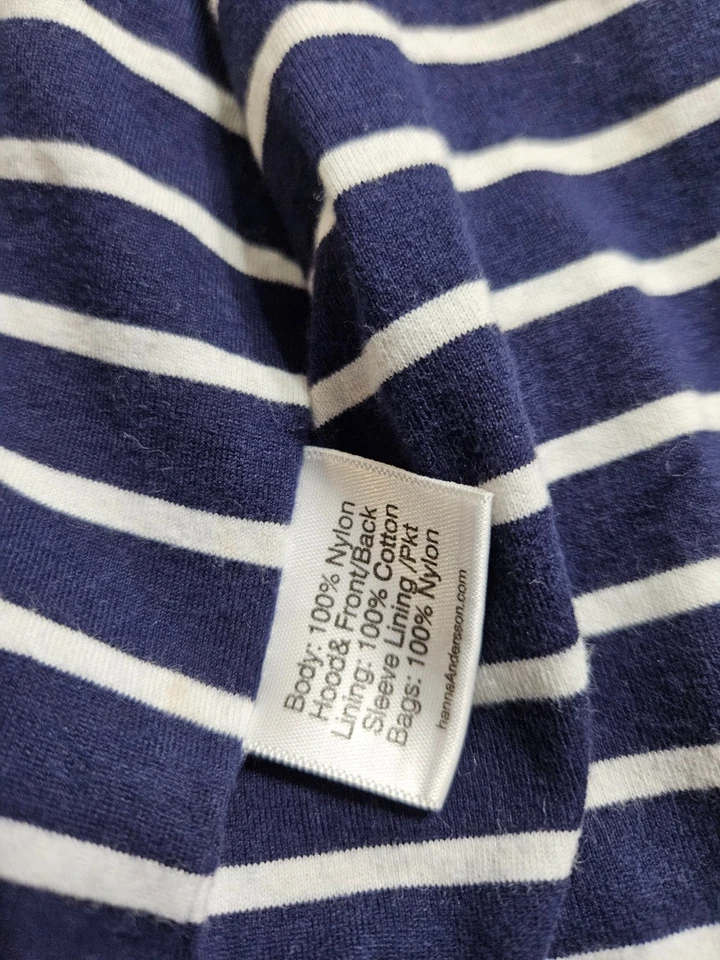 Body: 100% Nylon
Hood& Front/Back
Lining: 100% Cotton
Sleeve Lining /Pkt
Bags: 100% Nylon
hannaAndersson.com